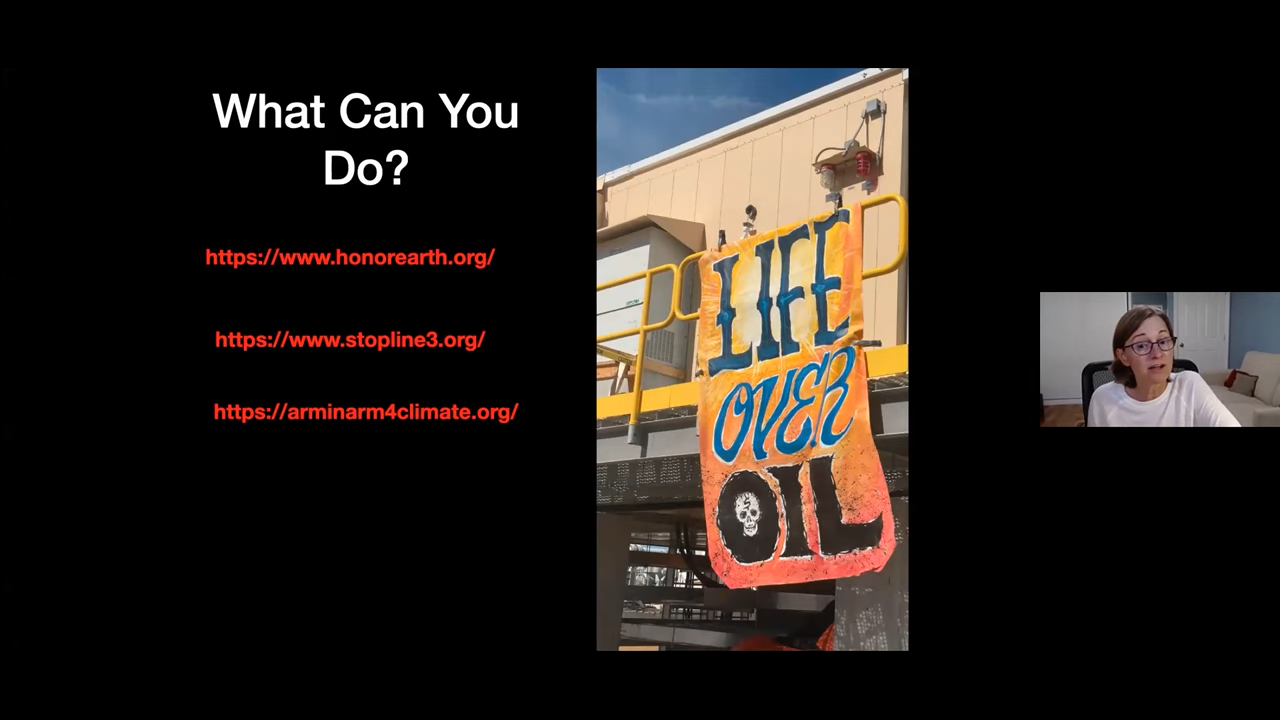 What Can You
Do?
https://www.honorearth.org/
https://www.stopline3.org/
https://arminarm4climate.org/
LIFE
OVER
OIL